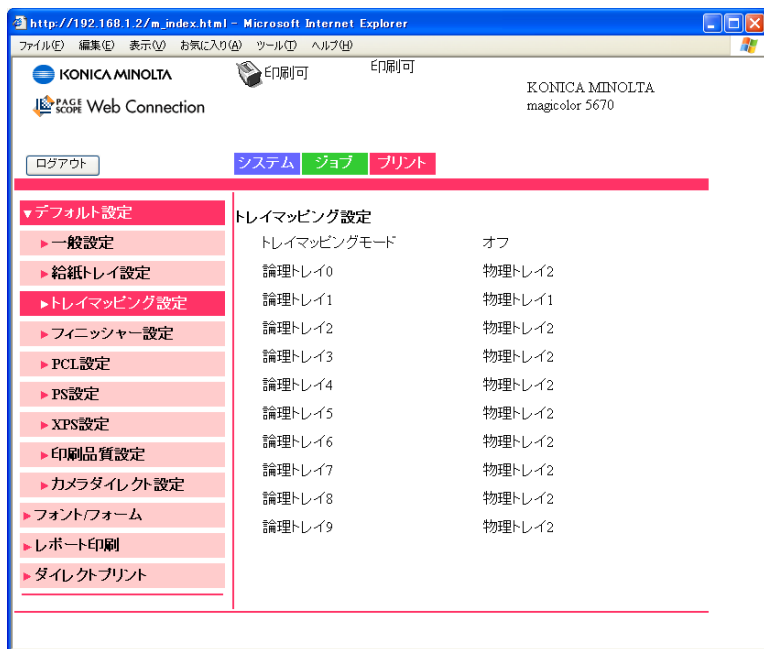 http://192.168.1.2/m_index.html - Microsoft Internet Explorer
ファイル(F) 編集(E) 表示(V) お気に入り(A) ツール(T) ヘルプ(H)
KONICA MINOLTA
印刷可
印刷可
KONICA MINOLTA
magicolor 5670
PAGE SCOPE Web Connection
ログアウト
システム ジョブ プリント
▼デフォルト設定
▶一般設定
▶給紙トレイ設定
▶トレイマッピング設定
▶フィニッシャー設定
▶PCL設定
▶PS設定
▶XPS設定
▶印刷品質設定
▶カメラダイレクト設定
▶フォント/フォーム
▶レポート印刷
▶ダイレクトプリント
トレイマッピング設定
トレイマッピングモード オフ
論理トレイ0 物理トレイ2
論理トレイ1 物理トレイ1
論理トレイ2 物理トレイ2
論理トレイ3 物理トレイ2
論理トレイ4 物理トレイ2
論理トレイ5 物理トレイ2
論理トレイ6 物理トレイ2
論理トレイ7 物理トレイ2
論理トレイ8 物理トレイ2
論理トレイ9 物理トレイ2